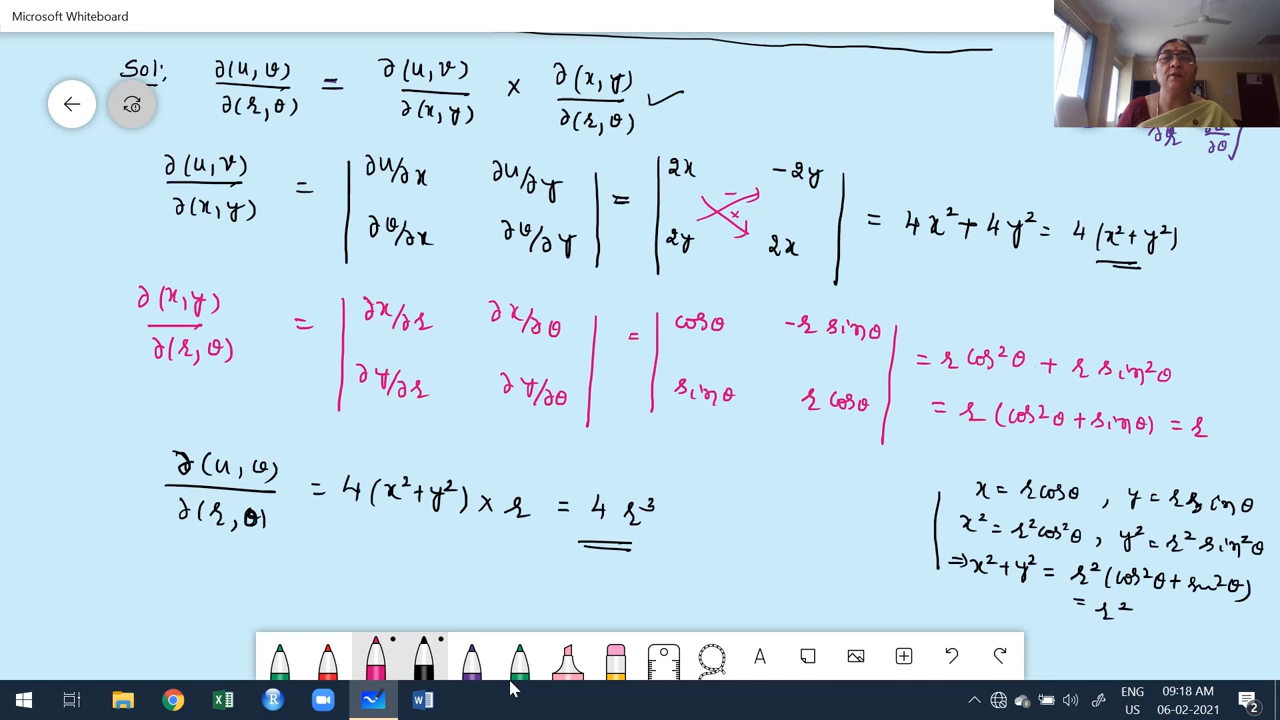 Microsoft Whiteboard
Sol: ∂(u, v)/∂(r, θ) = ∂(u, v)/∂(x, y) × ∂(x, y)/∂(r, θ) ✓
∂(u, v)/∂(x, y) = | ∂u/∂x ∂u/∂y ; ∂v/∂x ∂v/∂y | = | 2x -2y ; 2y 2x | = 4x² + 4y² = 4(x² + y²)
∂(x, y)/∂(r, θ) = | ∂x/∂r ∂x/∂θ ; ∂y/∂r ∂y/∂θ | = | cosθ -r sinθ ; sinθ r cosθ | = r cos²θ + r sin²θ
= r (cos²θ + sinθ) = r
∂(u, v)/∂(r, θ) = 4(x² + y²) × r = 4 r³
x = r cosθ , y = r sinθ
x² = r² cos²θ , y² = r² sin²θ
⇒ x² + y² = r² (cos²θ + sin²θ)
= r²
A
ENG
US
09:18 AM
06-02-2021
2